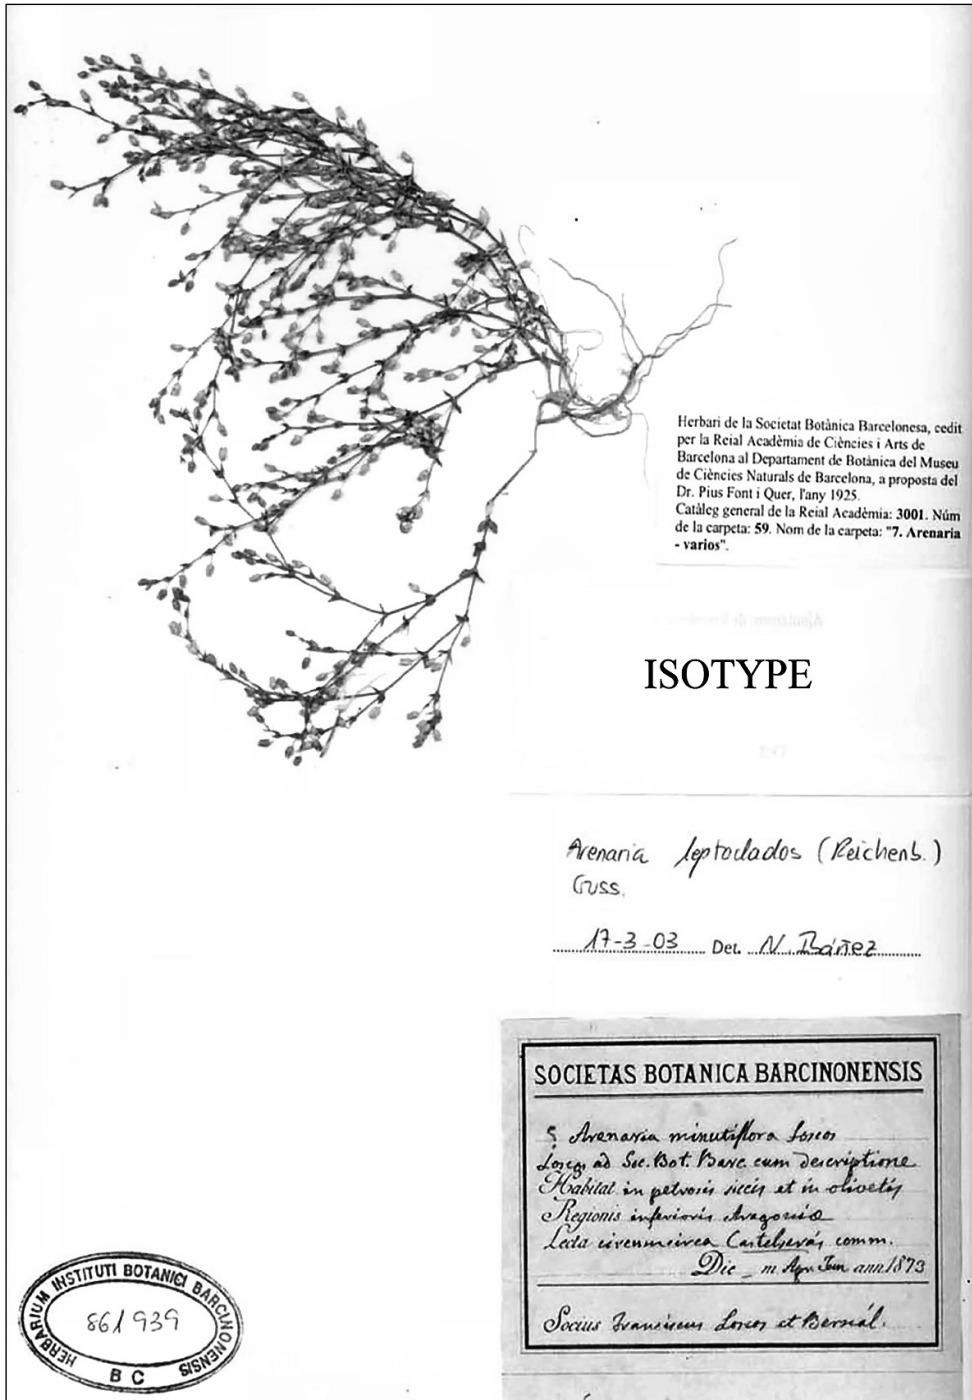 Herbari de la Societat Botànica Barcelonesa, cedit
per la Reial Acadèmia de Ciències i Arts de
Barcelona al Departament de Botànica del Museu
de Ciències Naturals de Barcelona, a proposta del
Dr. Pius Font i Quer, l'any 1925.
Catàleg general de la Reial Acadèmia: 3001. Núm
de la carpeta: 59. Nom de la carpeta: "7. Arenaria
- varios".
ISOTYPE
Arenaria leptoclados (Reichenb.)
Guss.
17-3-03 Det. N. Ibáñez
SOCIETAS BOTANICA BARCINONENSIS
Arenaria minutiflora Loscos
Loscos ad Soc. Bot. Barc cum descriptione
Habitat in petrosis siccis et in olivetis
Regionis inferioris Aragoniæ
Lecta circumcirca Castelserás comm.
Die _ m. Apr. Jun ann. 1873
Socius Franciscus Loscos et Bernál.
HERBARIUM INSTITUTI BOTANICI BARCINONENSIS
861939
BC